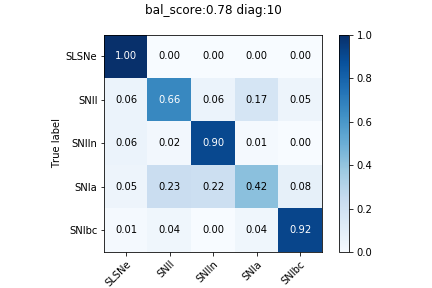 bal_score:0.78 diag:10
True label
SLSNe 1.00 0.00 0.00 0.00 0.00
SNII 0.06 0.66 0.06 0.17 0.05
SNIIn 0.06 0.02 0.90 0.01 0.00
SNIa 0.05 0.23 0.22 0.42 0.08
SNIbc 0.01 0.04 0.00 0.04 0.92
SLSNe SNII SNIIn SNIa SNIbc
1.0
0.8
0.6
0.4
0.2
0.0